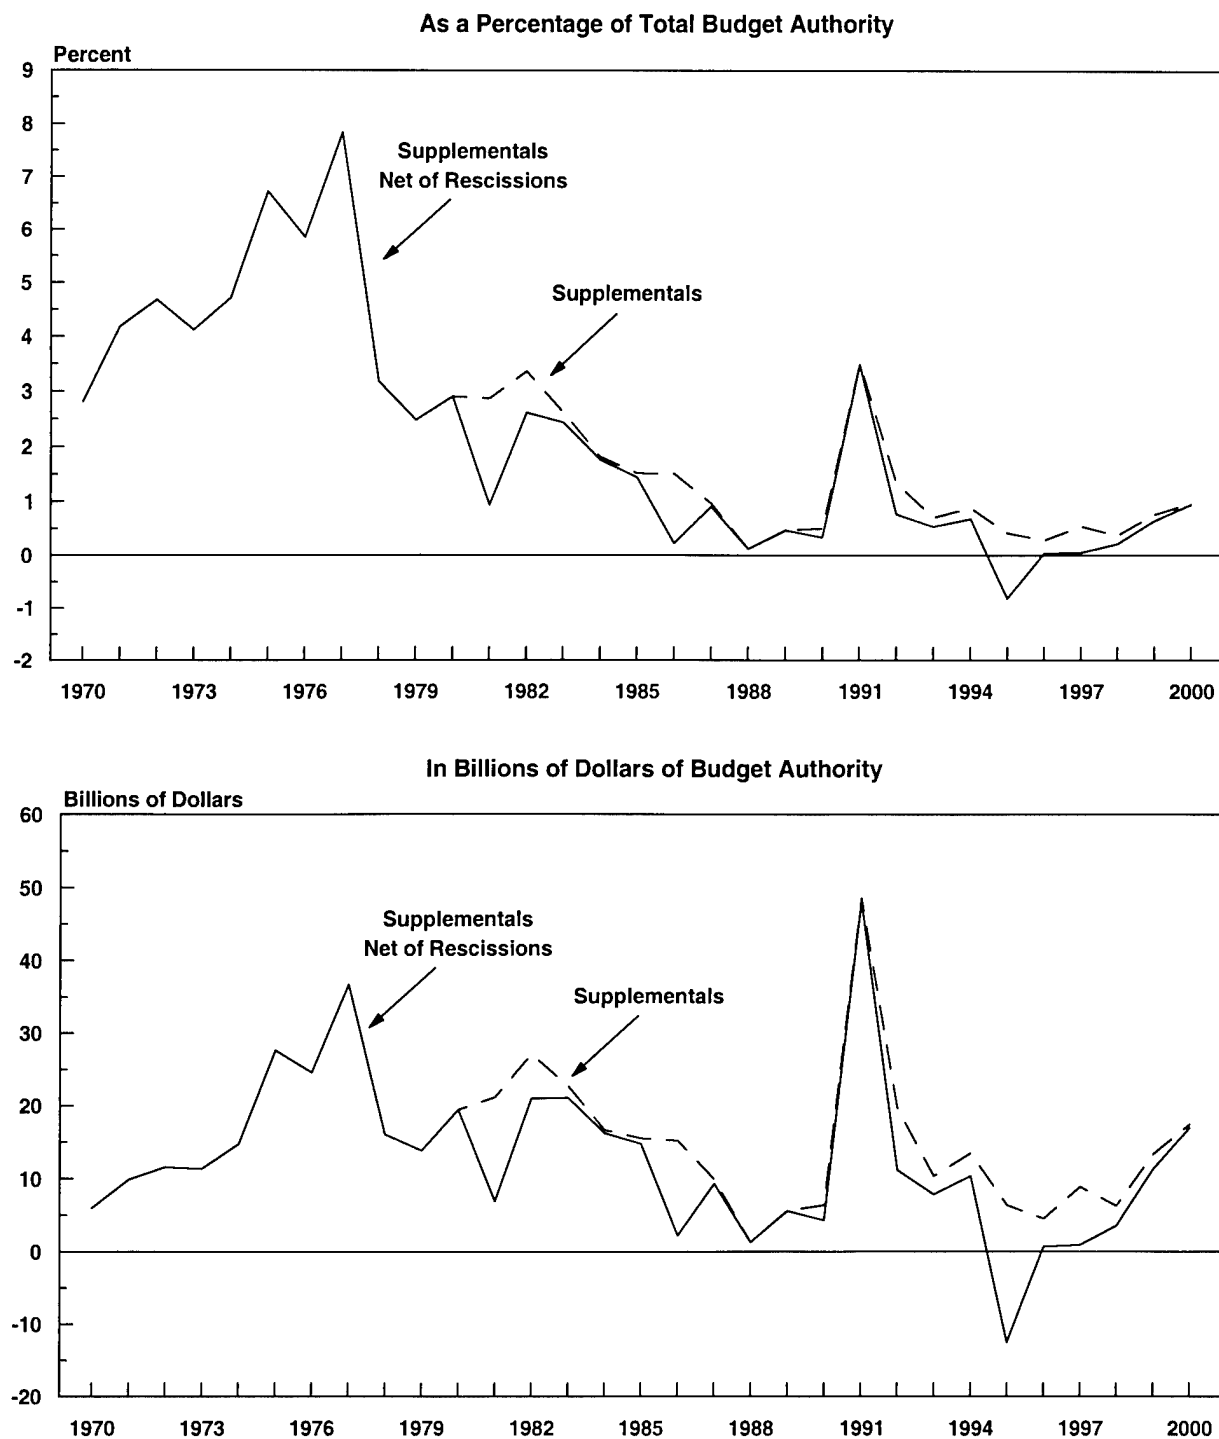 As a Percentage of Total Budget Authority
Percent
9
8
Supplementals
7
Net of Rescissions
6
5
Supplementals
4
3
2
1
0
-1
-2
1970 1973 1976 1979 1982 1985 1988 1991 1994 1997 2000
In Billions of Dollars of Budget Authority
Billions of Dollars
60
50
Supplementals
Net of Rescissions
40
Supplementals
30
20
10
0
-10
-20
1970 1973 1976 1979 1982 1985 1988 1991 1994 1997 2000